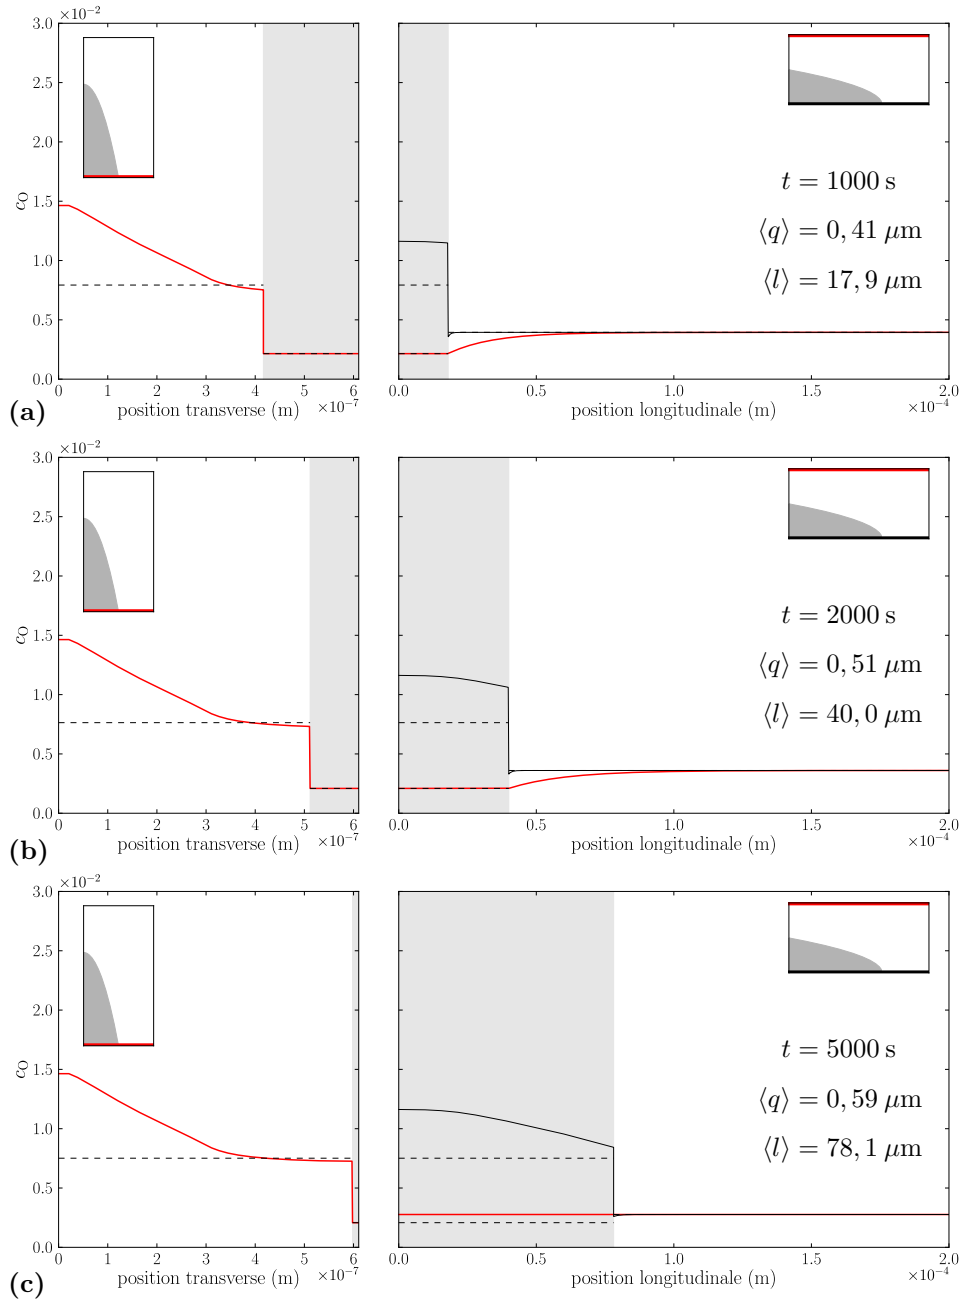 ×10⁻²
3.0
2.5
2.0
1.5
1.0
0.5
0.0
c_O
0 1 2 3 4 5 6
×10⁻⁷
position transverse (m)
t = 1000 s
⟨q⟩ = 0, 41 μm
⟨l⟩ = 17, 9 μm
0.0 0.5 1.0 1.5 2.0
×10⁻⁴
position longitudinale (m)
(a)
×10⁻²
3.0
2.5
2.0
1.5
1.0
0.5
0.0
c_O
0 1 2 3 4 5 6
×10⁻⁷
position transverse (m)
t = 2000 s
⟨q⟩ = 0, 51 μm
⟨l⟩ = 40, 0 μm
0.0 0.5 1.0 1.5 2.0
×10⁻⁴
position longitudinale (m)
(b)
×10⁻²
3.0
2.5
2.0
1.5
1.0
0.5
0.0
c_O
0 1 2 3 4 5 6
×10⁻⁷
position transverse (m)
t = 5000 s
⟨q⟩ = 0, 59 μm
⟨l⟩ = 78, 1 μm
0.0 0.5 1.0 1.5 2.0
×10⁻⁴
position longitudinale (m)
(c)